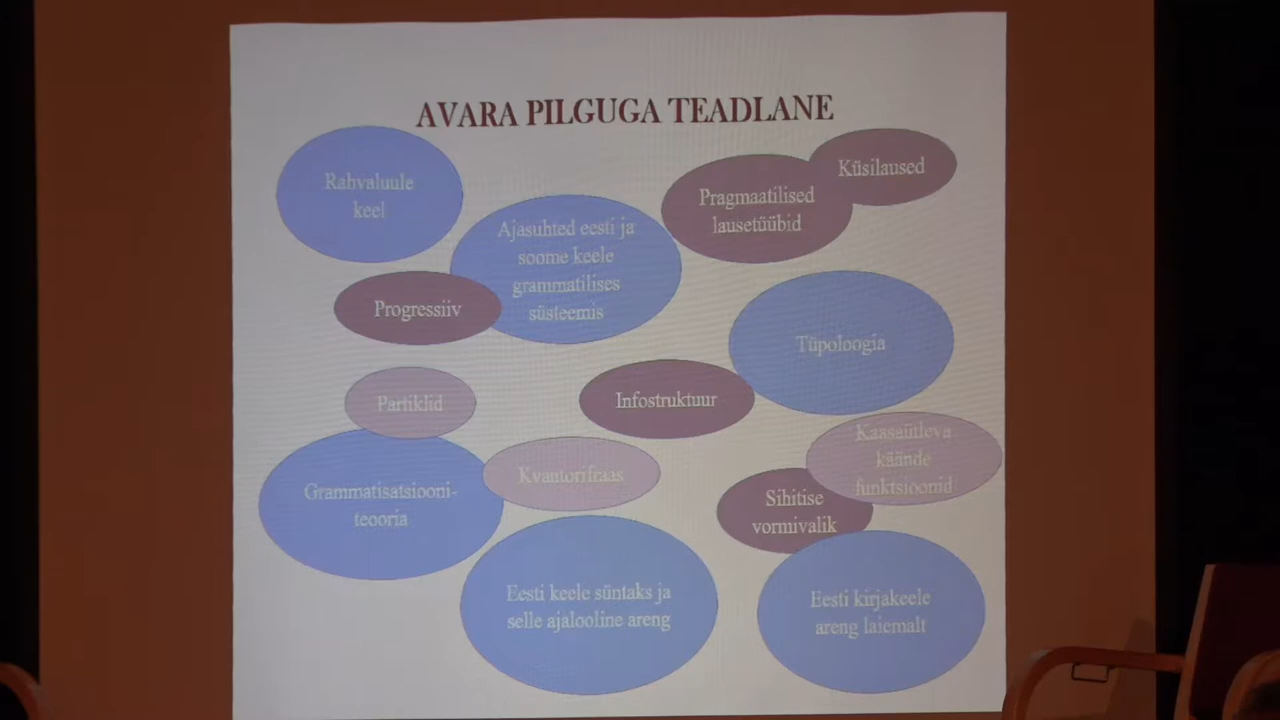 AVARA PILGUGA TEADLANE
Rahvaluule
keel
Ajasuhted eesti ja
soome keele
grammatilises
süsteemis
Pragmaatilised
lausetüübid
Küsilaused
Progressiiv
Tüpoloogia
Partiklid
Infostruktuur
Kaasaütleva
käände
funktsioonid
Kvantorifraas
Grammatisatsiooni-
teooria
Sihitise
vormivalik
Eesti keele süntaks ja
selle ajalooline areng
Eesti kirjakeele
areng laiemalt